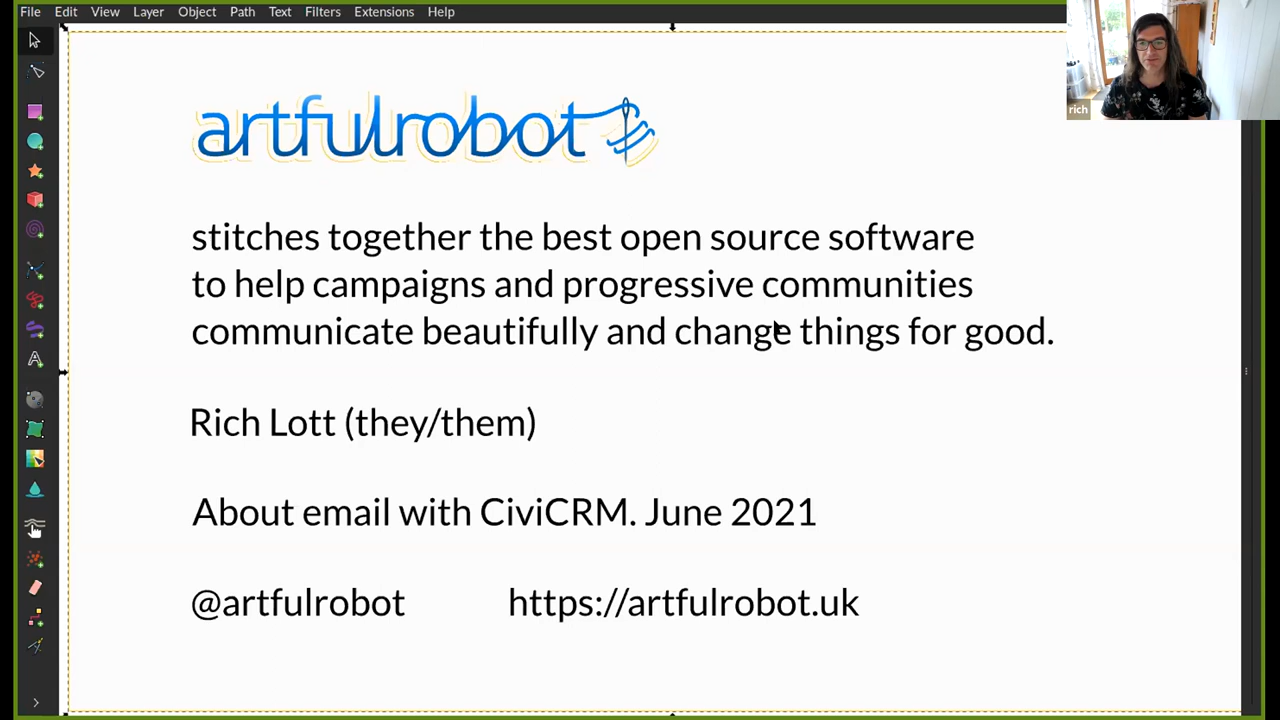 File Edit View Layer Object Path Text Filters Extensions Help
rich
artfulrobot
stitches together the best open source software
to help campaigns and progressive communities
communicate beautifully and change things for good.
Rich Lott (they/them)
About email with CiviCRM. June 2021
@artfulrobot https://artfulrobot.uk